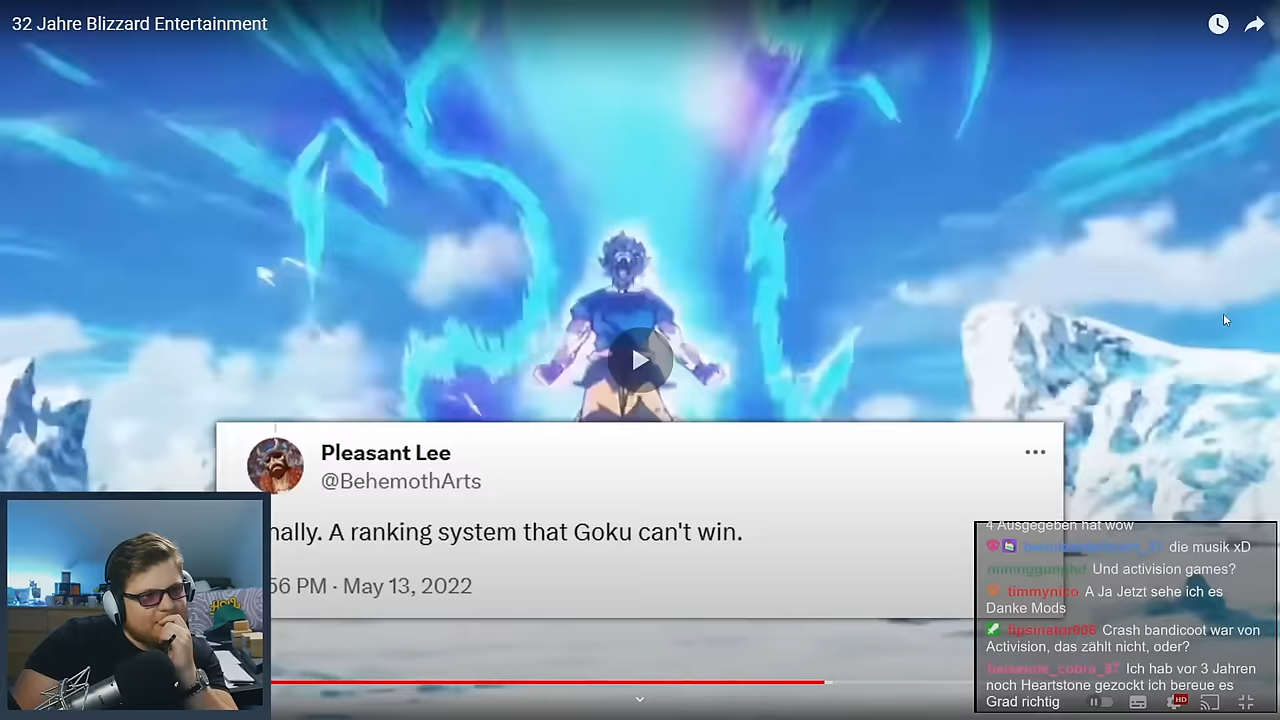 32 Jahre Blizzard Entertainment
Pleasant Lee
@BehemothArts
nally. A ranking system that Goku can't win.
56 PM · May 13, 2022
4 Ausgegeben hat wow
die musik xD
Und activision games?
timmynico A Ja Jetzt sehe ich es
Danke Mods
fipsinator006 Crash bandicoot war von
Activision, das zählt nicht, oder?
Ich hab vor 3 Jahren
noch Heartstone gezockt ich bereue es
Grad richtig
HD